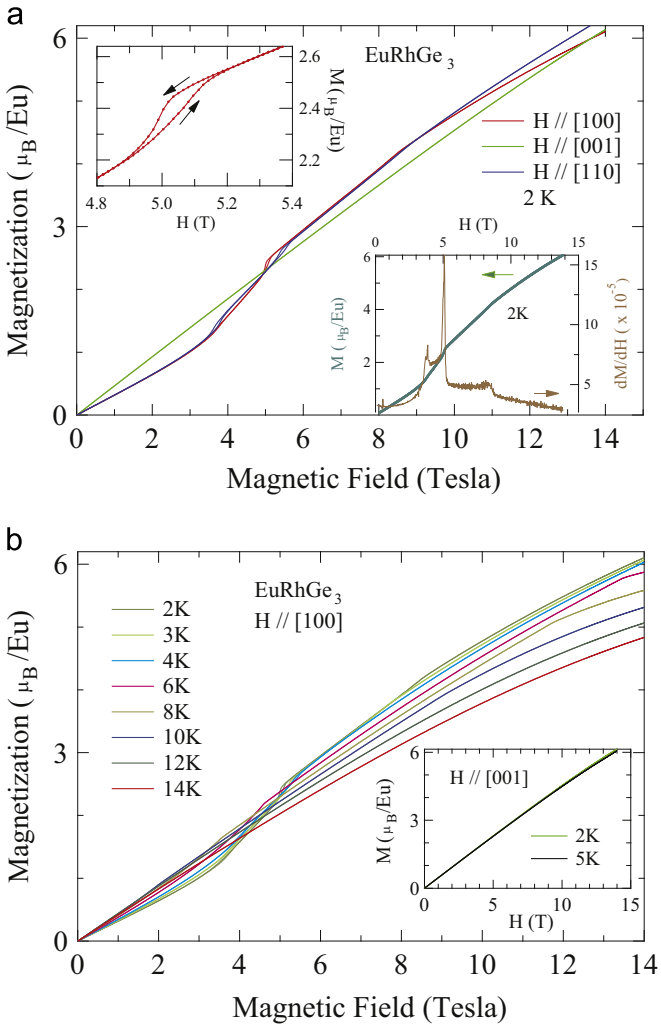 a
6
3
0
Magnetization ( μB/Eu)
EuRhGe3
H // [100]
H // [001]
H // [110]
2 K
2.6
2.4
2.2
M ( μB/Eu)
4.8 5.0 5.2 5.4
H (T)
H (T)
0 5 10 15
6
4
2
M ( μB/Eu)
2K
15
10
5
dM/dH ( x 10-5)
0 2 4 6 8 10 12 14
Magnetic Field (Tesla)
b
6
3
0
Magnetization ( μB/Eu)
EuRhGe3
H // [100]
2K
3K
4K
6K
8K
10K
12K
14K
6
3
0
M ( μB/Eu)
H // [001]
2K
5K
0 5 10 15
H (T)
0 2 4 6 8 10 12 14
Magnetic Field (Tesla)